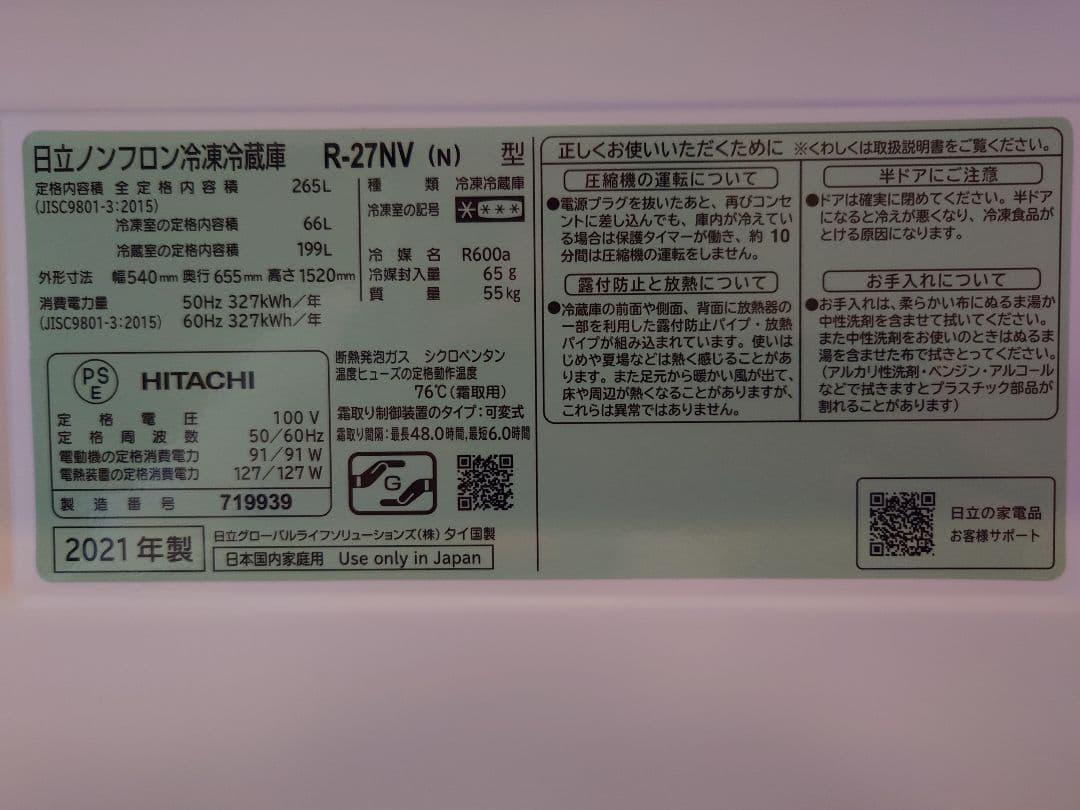 日立ノンフロン冷凍冷蔵庫 R-27NV (N) 型
定格内容積 全定格内容積 265L
(JISC9801-3:2015)
冷凍室の定格内容積 66L
冷蔵室の定格内容積 199L
外形寸法 幅540mm 奥行655mm 高さ1520mm
消費電力量 50Hz 327kWh/年
(JISC9801-3:2015) 60Hz 327kWh/年
種類 冷凍冷蔵庫
冷凍室の記号 ****
冷媒名 R600a
冷媒封入量 65g
質量 55kg
PS
E
HITACHI
定格電圧 100V
定格周波数 50/60Hz
電動機の定格消費電力 91/91W
電熱装置の定格消費電力 127/127W
製造番号 719939
断熱発泡ガス シクロペンタン
温度ヒューズの定格動作温度
76℃(霜取用)
霜取り制御装置のタイプ:可変式
霜取り間隔:最長48.0時間,最短6.0時間
G
2021年製
日立グローバルライフソリューションズ(株) タイ国製
日本国内家庭用 Use only in Japan
正しくお使いいただくために ※くわしくは取扱説明書をご覧ください。
圧縮機の運転について
●電源プラグを抜いたあと、再びコンセ
ントに差し込んでも、庫内が冷えてい
る場合は保護タイマーが働き、約10
分間は圧縮機の運転をしません。
露付防止と放熱について
●冷蔵庫の前面や側面、背面に放熱器の
一部を利用した露付防止パイプ・放熱
パイプが組み込まれています。使いは
じめや夏場などは熱く感じることがあ
ります。また足元から暖かい風が出て、
床や周辺が熱くなることがありますが、
これらは異常ではありません。
半ドアにご注意
●ドアは確実に閉めてください。半ドア
になると冷えが悪くなり、冷凍食品が
とける原因になります。
お手入れについて
●お手入れは、柔らかい布にぬるま湯か
中性洗剤を含ませて拭いてください。
また中性洗剤をお使いのときはぬるま
湯を含ませた布で拭きとってください。
(アルカリ性洗剤・ベンジン・アルコール
などで拭きますとプラスチック部品が
割れることがあります)
日立の家電品
お客様サポート